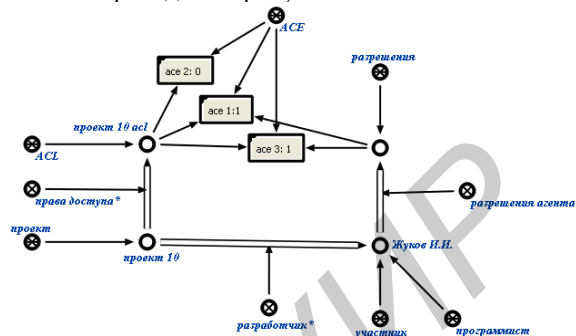 ACE
разрешения
ace 2: 0
ace 1:1
проект 10 acl
ace 3: 1
ACL
права доступа*
разрешения агента
проект
проект 10
Жуков И.И.
разработчик*
участник
программист